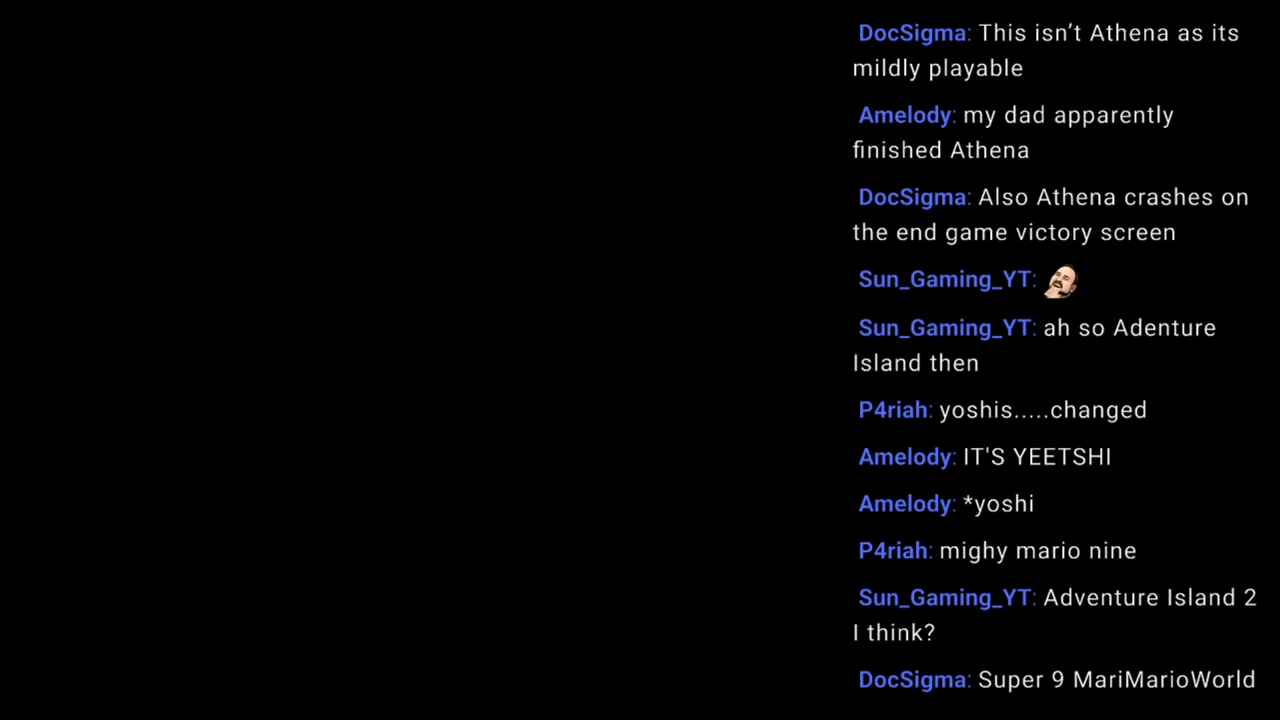 DocSigma: This isn’t Athena as its
mildly playable
Amelody: my dad apparently
finished Athena
DocSigma: Also Athena crashes on
the end game victory screen
Sun_Gaming_YT:
Sun_Gaming_YT: ah so Adenture
Island then
P4riah: yoshis.....changed
Amelody: IT'S YEETSHI
Amelody: *yoshi
P4riah: mighy mario nine
Sun_Gaming_YT: Adventure Island 2
I think?
DocSigma: Super 9 MariMarioWorld